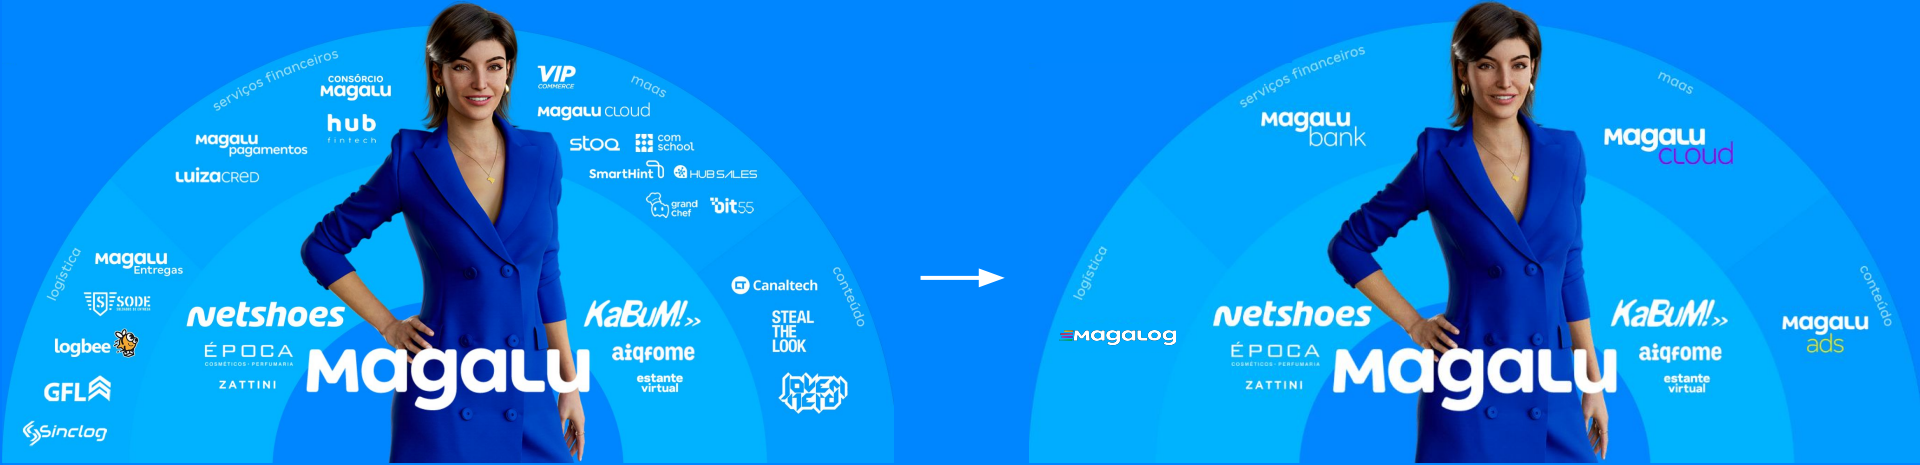 serviços financeiros
CONSÓRCIO
Magalu
hub
fintech
Magalu
pagamentos
LUIZACRED
maas
VIP
COMMERCE
Magalu CLOUD
stoq
com
school
SmartHint
HUBSALES
grand
chef
bit55
logística
Magalu
Entregas
SODE
logbee
GFL
Sinclog
netshoes
ÉPOCA
COSMÉTICOS • PERFUMARIA
ZATTINI
Magalu
KaBuM!
aiqfome
estante
virtual
conteúdo
Canaltech
STEAL
THE
LOOK
JOVEM
NERD
serviços financeiros
Magalu
bank
maas
Magalu
cloud
logística
MAGALOG
netshoes
ÉPOCA
COSMÉTICOS • PERFUMARIA
ZATTINI
Magalu
KaBuM!
aiqfome
estante
virtual
conteúdo
Magalu
ads